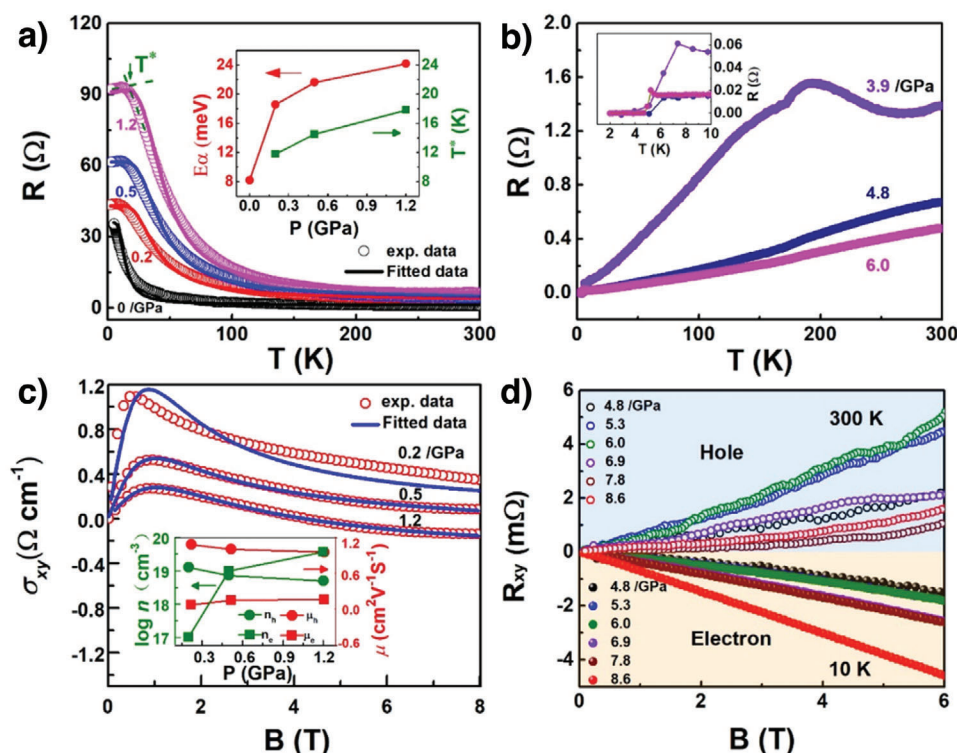 a)
120
90
60
30
0
R (Ω)
T*
1.2
0.5
0.2
0 /GPa
24
20
16
12
8
Eα (meV)
24
20
16
12
8
T* (K)
0.0 0.3 0.6 0.9 1.2
P (GPa)
exp. data
Fitted data
0 100 200 300
T (K)
b)
2.0
1.6
1.2
0.8
0.4
0.0
R (Ω)
0.06
0.04
0.02
0.00
R (Ω)
2 4 6 8 10
T (K)
3.9 /GPa
4.8
6.0
0 100 200 300
T (K)
c)
1.2
0.8
0.4
0.0
-0.4
-0.8
-1.2
σxy(Ω cm⁻¹)
exp. data
Fitted data
0.2 /GPa
0.5
1.2
20
19
18
17
log n (cm⁻³)
1.2
0.6
0.0
-0.6
μ (cm²V⁻¹S⁻¹)
nh μh
ne μe
0.3 0.6 0.9 1.2
P (GPa)
0 2 4 6 8
B (T)
d)
6
4
2
0
-2
-4
Rxy (mΩ)
4.8 /GPa
5.3
6.0
6.9
7.8
8.6
300 K
Hole
4.8/GPa
5.3
6.0
6.9
7.8
8.6
Electron
10 K
0 2 4 6
B (T)